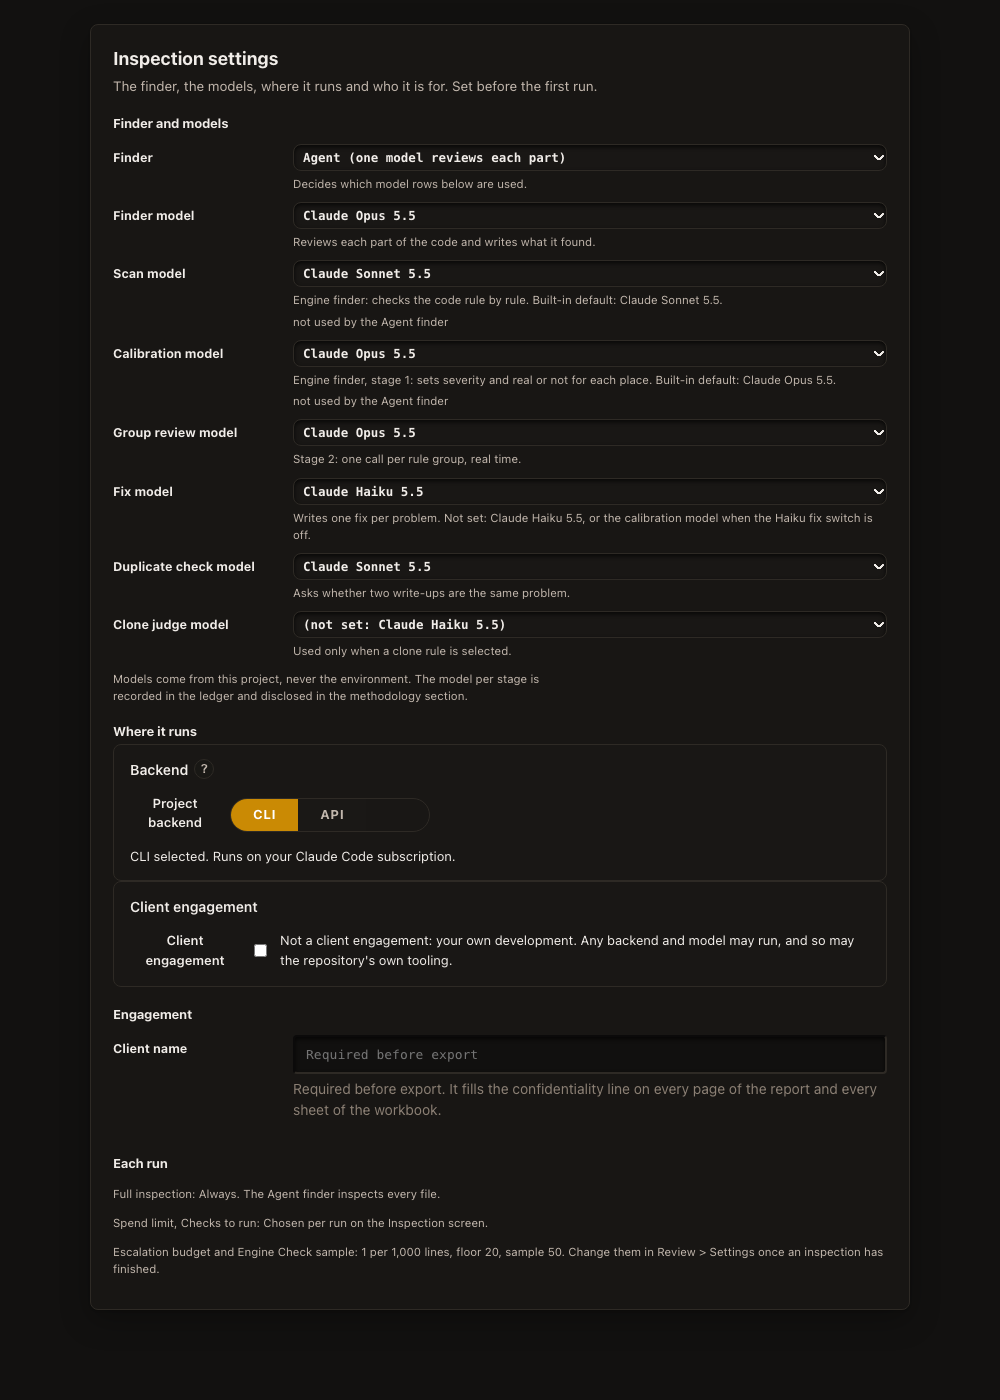 Inspection settings
The finder, the models, where it runs and who it is for. Set before the first run.
Finder and models
Finder
Agent (one model reviews each part)
Decides which model rows below are used.
Finder model
Claude Opus 5.5
Reviews each part of the code and writes what it found.
Scan model
Claude Sonnet 5.5
Engine finder: checks the code rule by rule. Built-in default: Claude Sonnet 5.5.
not used by the Agent finder
Calibration model
Claude Opus 5.5
Engine finder, stage 1: sets severity and real or not for each place. Built-in default: Claude Opus 5.5.
not used by the Agent finder
Group review model
Claude Opus 5.5
Stage 2: one call per rule group, real time.
Fix model
Claude Haiku 5.5
Writes one fix per problem. Not set: Claude Haiku 5.5, or the calibration model when the Haiku fix switch is
off.
Duplicate check model
Claude Sonnet 5.5
Asks whether two write-ups are the same problem.
Clone judge model
(not set: Claude Haiku 5.5)
Used only when a clone rule is selected.
Models come from this project, never the environment. The model per stage is
recorded in the ledger and disclosed in the methodology section.
Where it runs
Backend ?
Project
backend
CLI API
CLI selected. Runs on your Claude Code subscription.
Client engagement
Client
engagement
Not a client engagement: your own development. Any backend and model may run, and so may
the repository's own tooling.
Engagement
Client name
Required before export
Required before export. It fills the confidentiality line on every page of the report and every
sheet of the workbook.
Each run
Full inspection: Always. The Agent finder inspects every file.
Spend limit, Checks to run: Chosen per run on the Inspection screen.
Escalation budget and Engine Check sample: 1 per 1,000 lines, floor 20, sample 50. Change them in Review > Settings once an inspection has
finished.